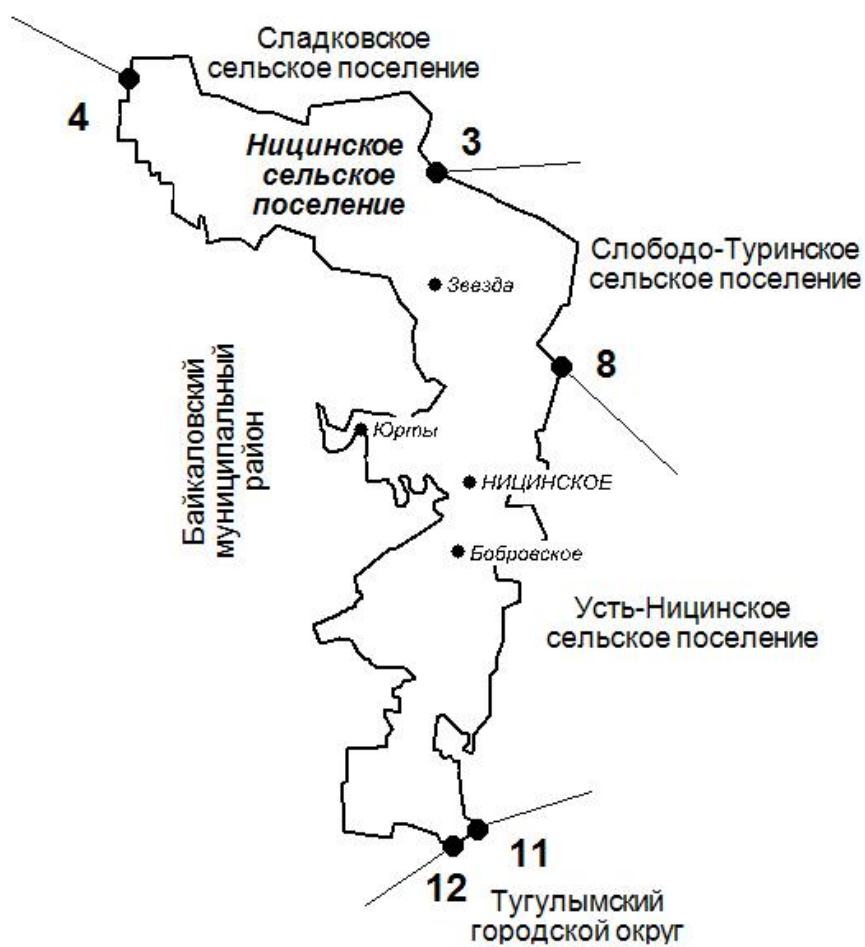 Сладковское
сельское поселение
4
Ницинское
сельское
поселение
3
Слободо-Туринское
сельское поселение
Звезда
8
Байкаловский
муниципальный
район
Юрты
НИЦИНСКОЕ
Бобровское
Усть-Ницинское
сельское поселение
11
12
Тугулымский
городской округ